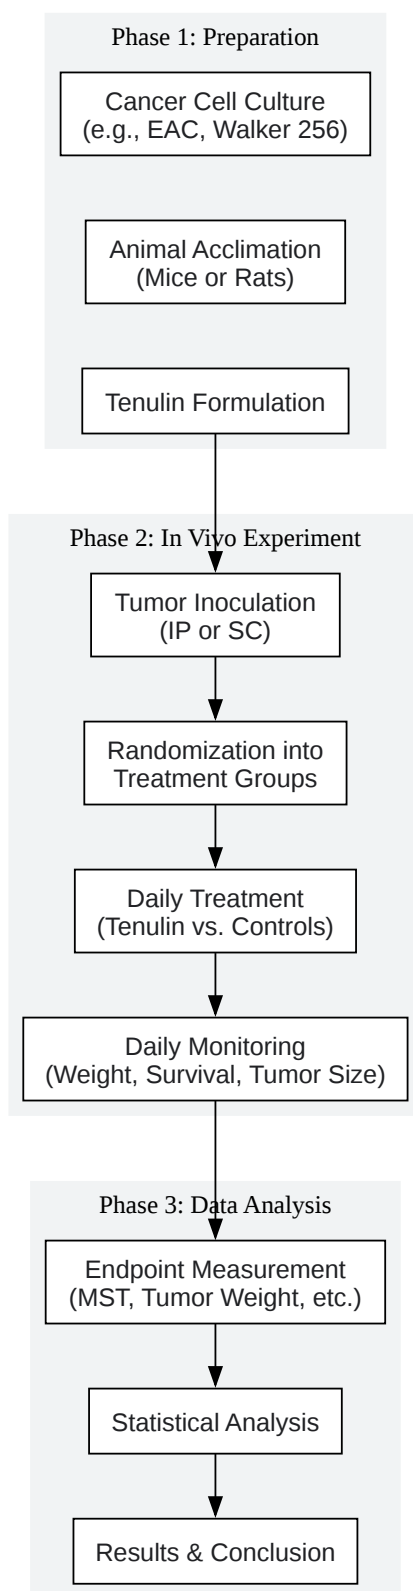 Phase 1: Preparation
Cancer Cell Culture
(e.g., EAC, Walker 256)
Animal Acclimation
(Mice or Rats)
Tenulin Formulation
Phase 2: In Vivo Experiment
Tumor Inoculation
(IP or SC)
Randomization into
Treatment Groups
Daily Treatment
(Tenulin vs. Controls)
Daily Monitoring
(Weight, Survival, Tumor Size)
Phase 3: Data Analysis
Endpoint Measurement
(MST, Tumor Weight, etc.)
Statistical Analysis
Results & Conclusion